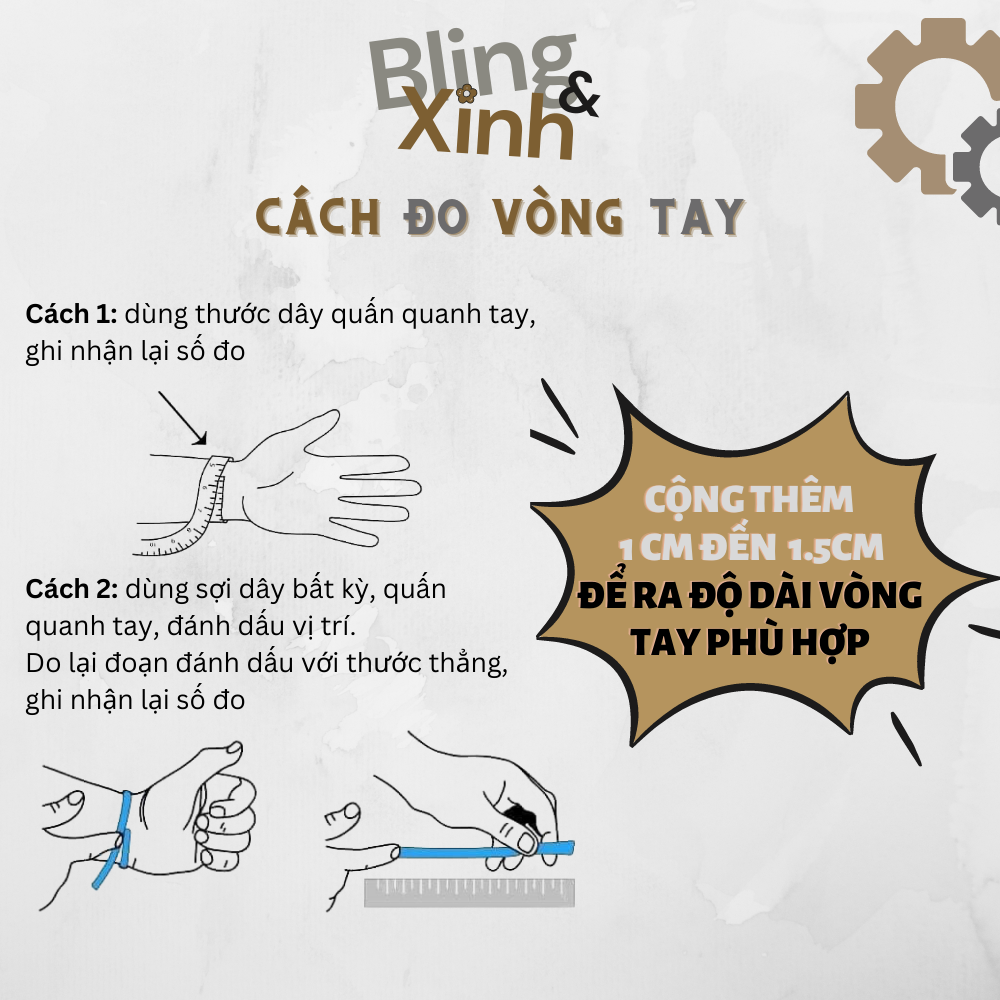 Bling
&
Xinh
CÁCH ĐO VÒNG TAY
Cách 1: dùng thước dây quấn quanh tay,
ghi nhận lại số đo
CỘNG THÊM
1 CM ĐẾN 1.5CM
ĐỂ RA ĐỘ DÀI VÒNG
TAY PHÙ HỢP
Cách 2: dùng sợi dây bất kỳ, quấn
quanh tay, đánh dấu vị trí.
Do lại đoạn đánh dấu với thước thẳng,
ghi nhận lại số đo